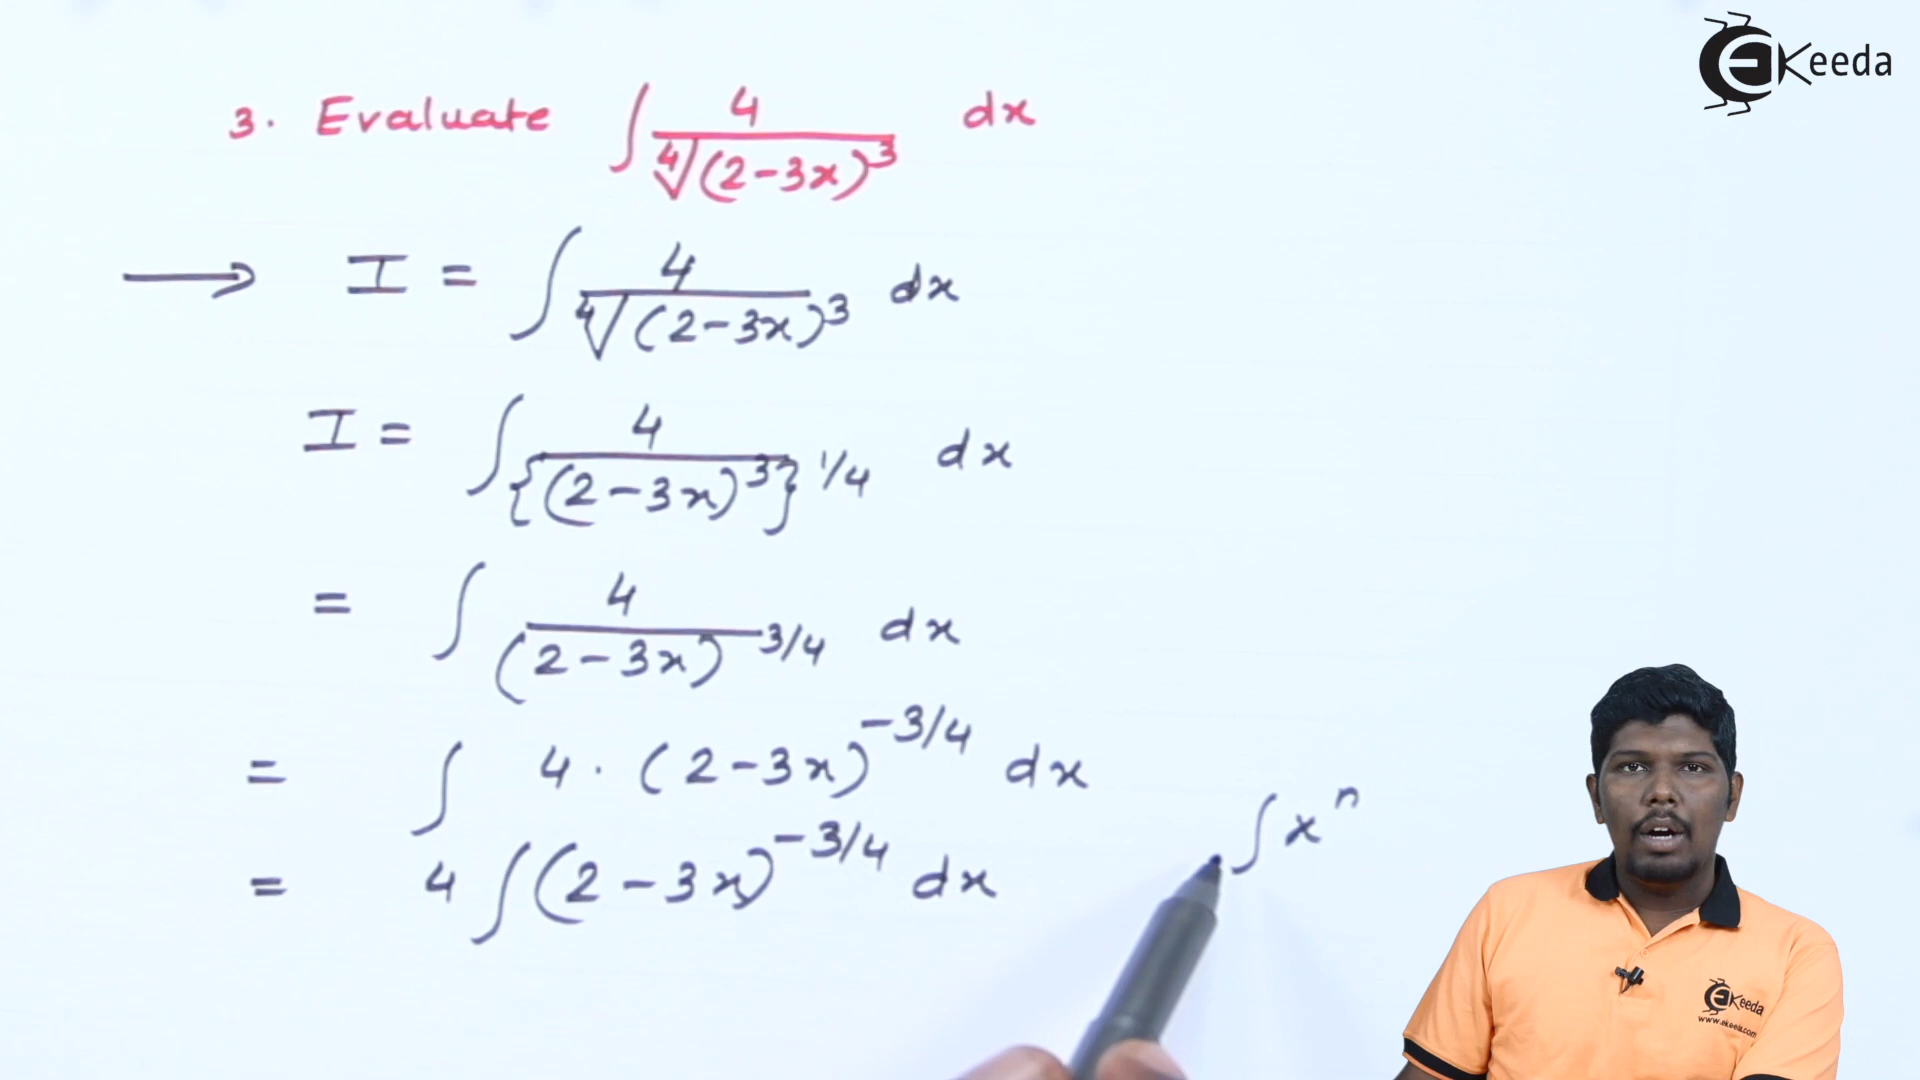 EKeeda
3. Evaluate ∫ 4 / ∜(2-3x)³ dx
→ I = ∫ 4 / ∜(2-3x)³ dx
I = ∫ 4 / {(2-3x)³}^1/4 dx
= ∫ 4 / (2-3x)^3/4 dx
= ∫ 4 · (2-3x)^-3/4 dx
= 4 ∫ (2-3x)^-3/4 dx
∫ x^n
EKeeda
www.ekeeda.com